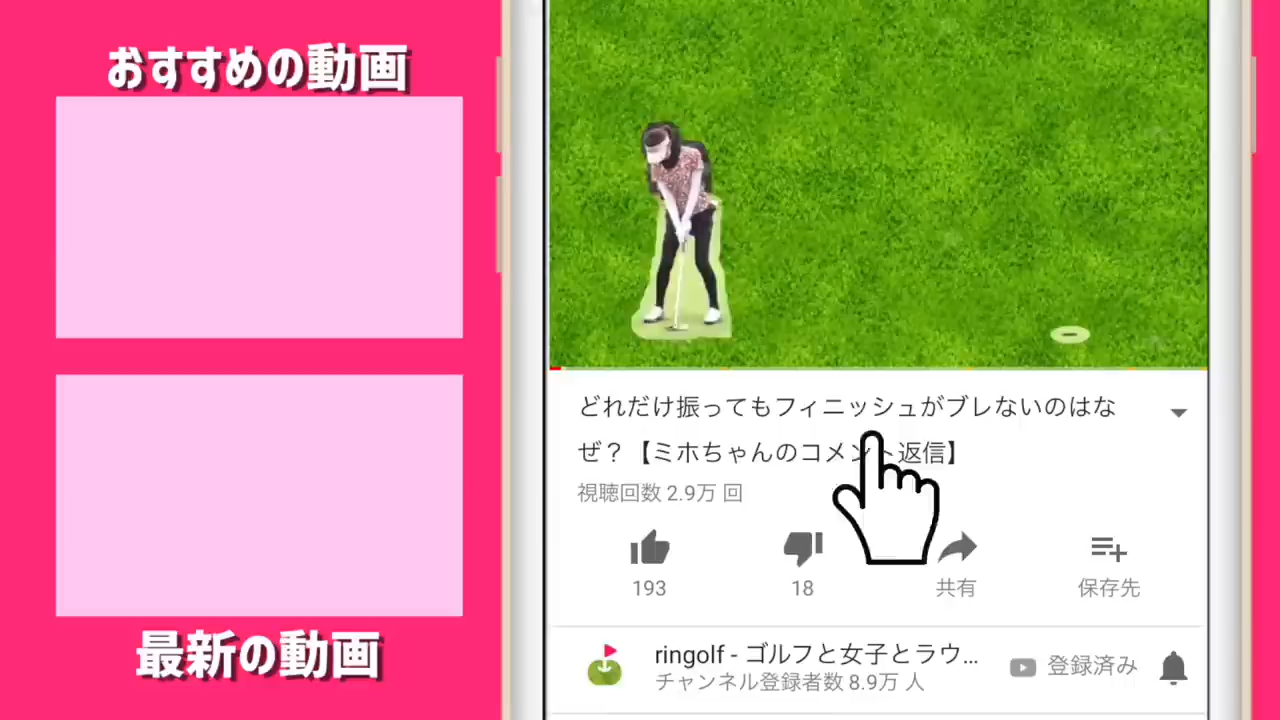 おすすめの動画
最新の動画
どれだけ振ってもフィニッシュがブレないのはな
ぜ？【ミホちゃんのコメント返信】
視聴回数 2.9万 回
193
18
共有
保存先
ringolf - ゴルフと女子とラウ...
チャンネル登録者数 8.9万 人
登録済み